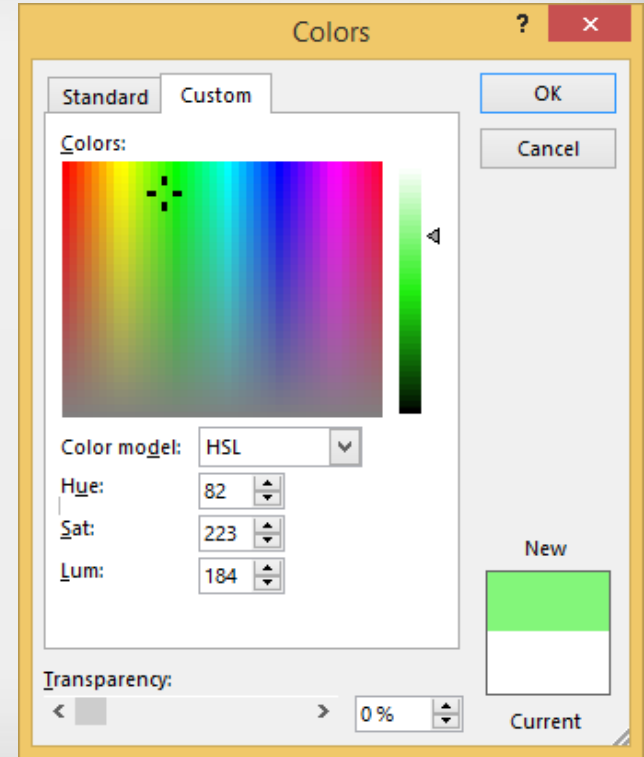 Colors ?
Standard Custom OK
Colors: Cancel
Color model: HSL
Hue: 82
Sat: 223
Lum: 184
New
Transparency:
0 %
Current